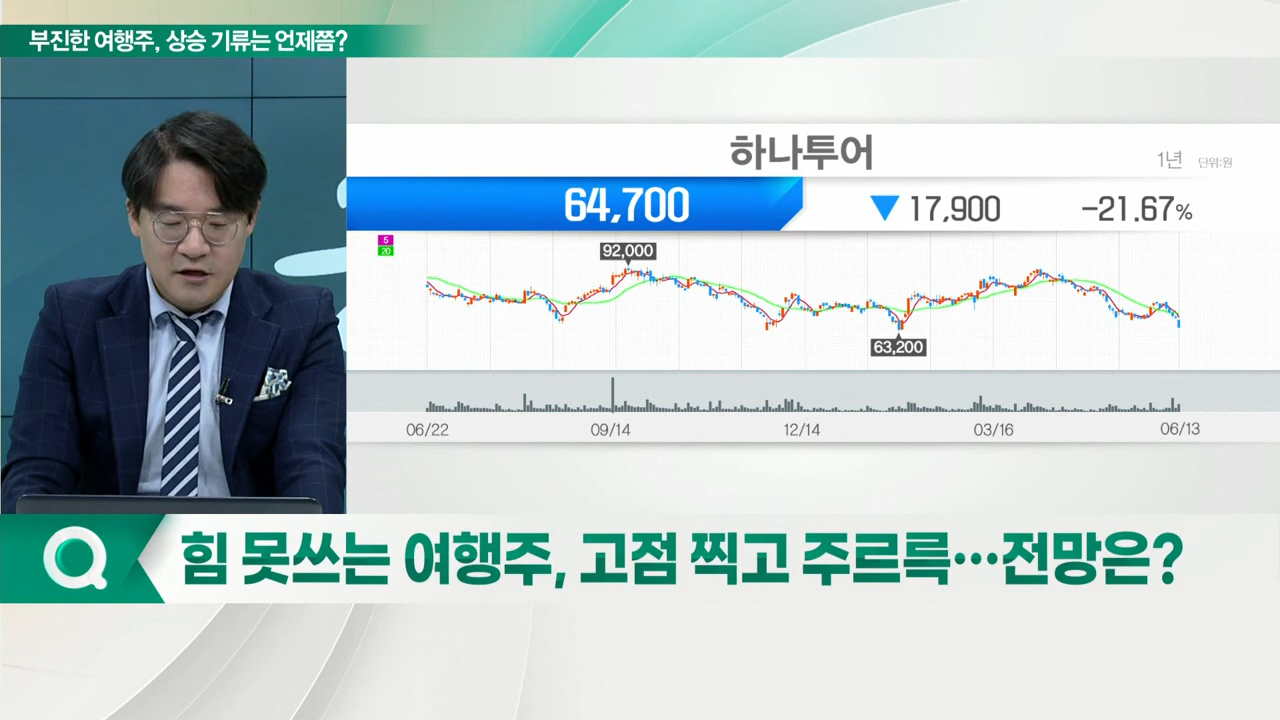 부진한 여행주, 상승 기류는 언제쯤?
하나투어
1년 단위:원
64,700 ▼ 17,900 -21.67%
5
20
92,000
63,200
06/22 09/14 12/14 03/16 06/13
Q 힘 못쓰는 여행주, 고점 찍고 주르륵…전망은?